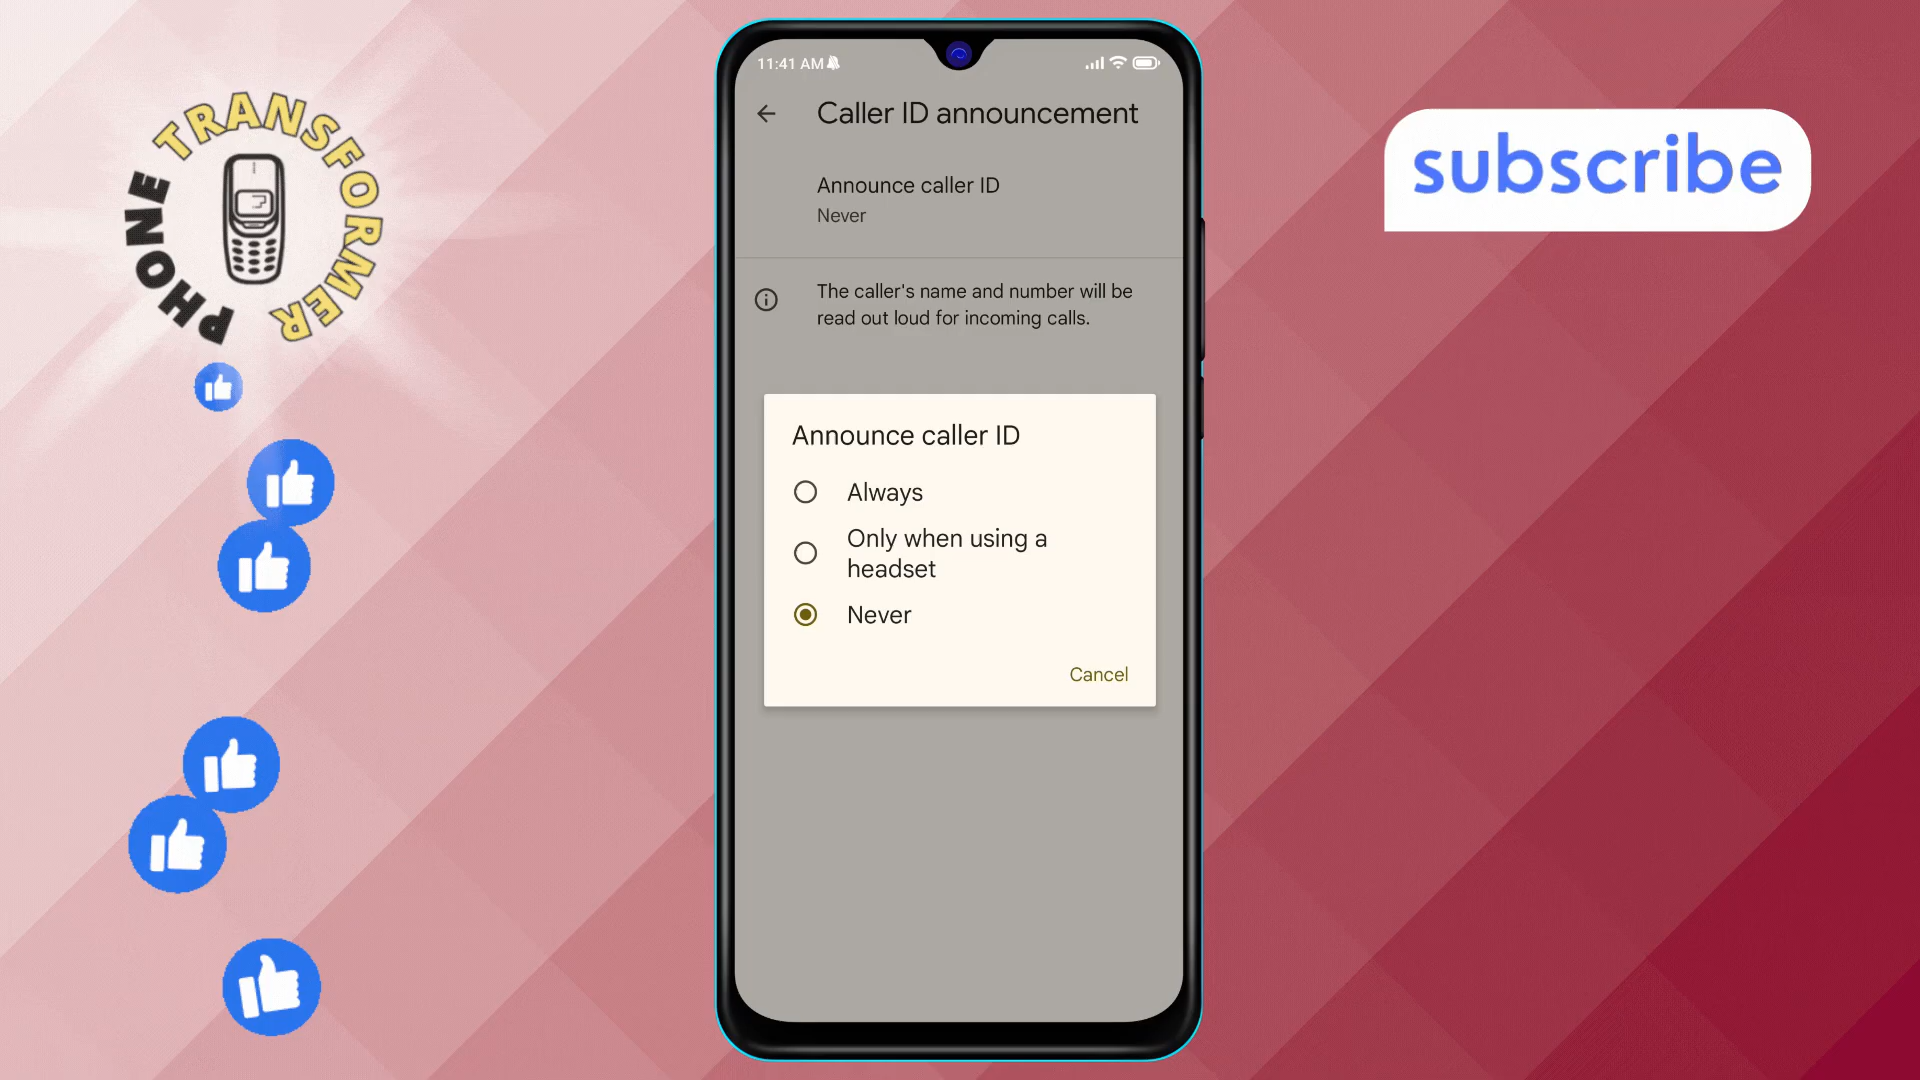 PHONE TRANSFORMER
11:41 AM
Caller ID announcement
Announce caller ID
Never
The caller's name and number will be
read out loud for incoming calls.
Announce caller ID
Always
Only when using a
headset
Never
Cancel
subscribe